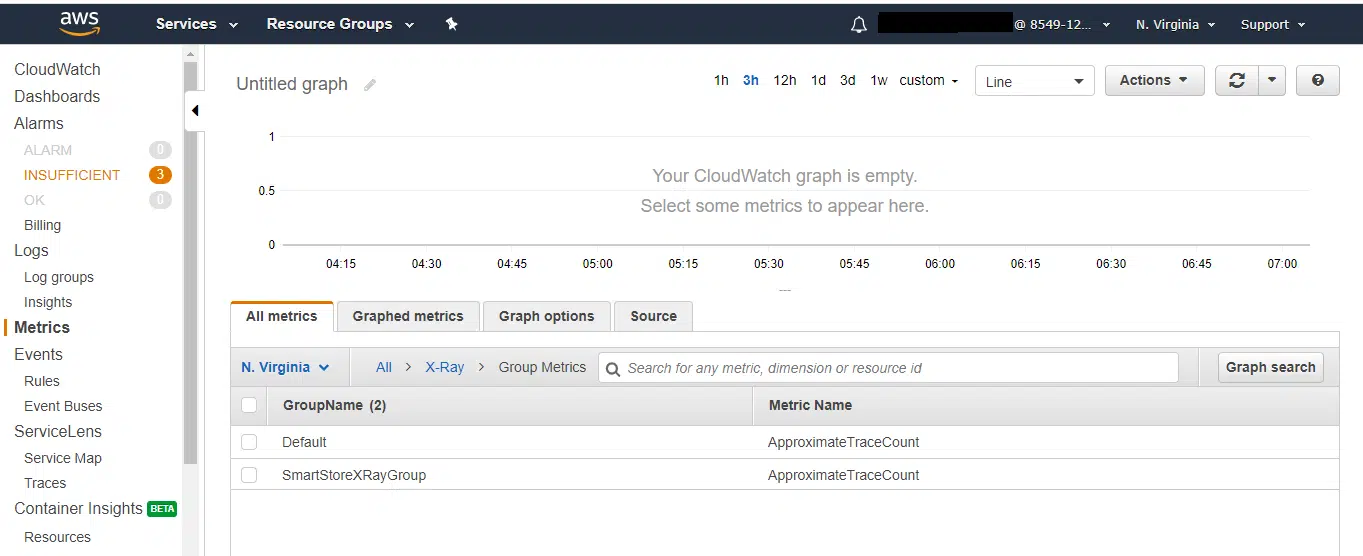 aws Services Resource Groups @ 8549-12... N. Virginia Support
CloudWatch
Dashboards
Alarms
ALARM 0
INSUFFICIENT 3
OK 0
Billing
Logs
Log groups
Insights
Metrics
Events
Rules
Event Buses
ServiceLens
Service Map
Traces
Container Insights BETA
Resources
Untitled graph 1h 3h 12h 1d 3d 1w custom Line Actions ?
1
0.5
0
Your CloudWatch graph is empty.
Select some metrics to appear here.
04:15 04:30 04:45 05:00 05:15 05:30 05:45 06:00 06:15 06:30 06:45 07:00
All metrics Graphed metrics Graph options Source
N. Virginia All > X-Ray > Group Metrics Search for any metric, dimension or resource id Graph search
GroupName (2) Metric Name
Default ApproximateTraceCount
SmartStoreXRayGroup ApproximateTraceCount